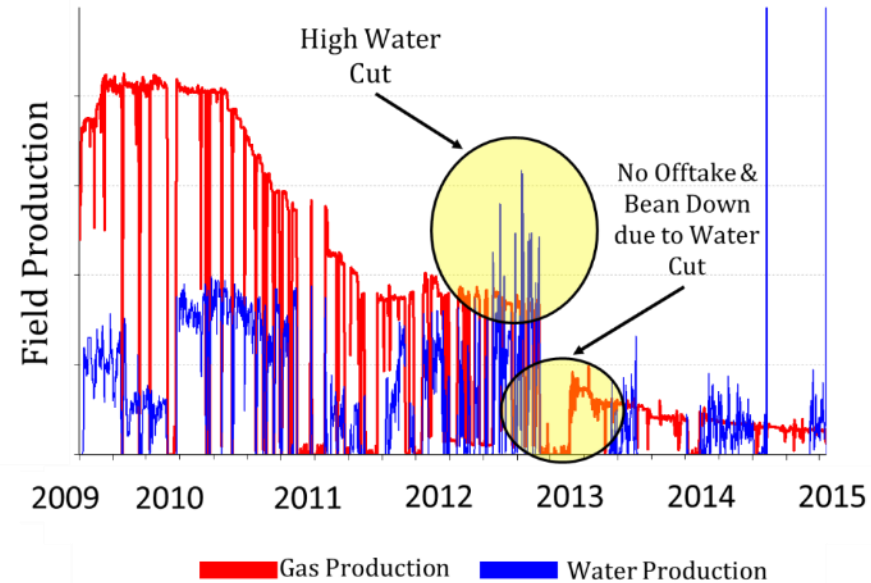 High Water
Cut
No Offtake &
Bean Down
due to Water
Cut
Field Production
2009 2010 2011 2012 2013 2014 2015
Gas Production Water Production